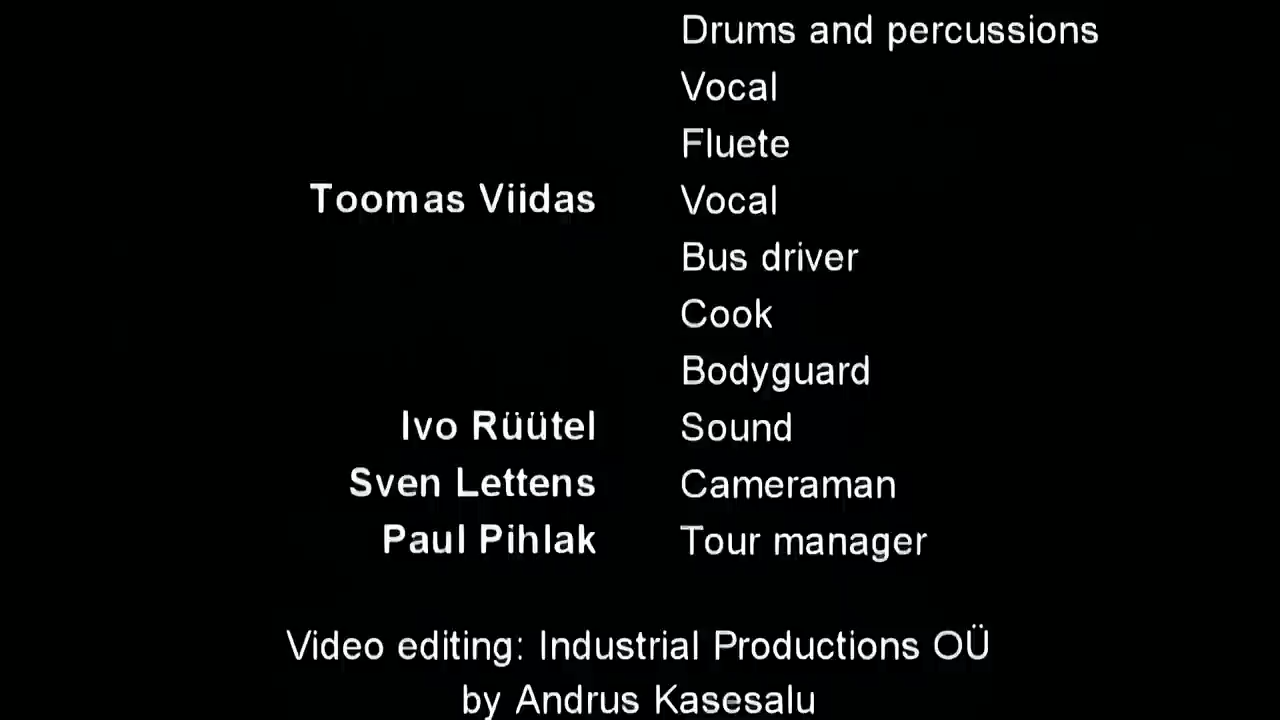 Drums and percussions
Vocal
Fluete
Toomas Viidas Vocal
Bus driver
Cook
Bodyguard
Ivo Rüütel Sound
Sven Lettens Cameraman
Paul Pihlak Tour manager
Video editing: Industrial Productions OÜ
by Andrus Kasesalu